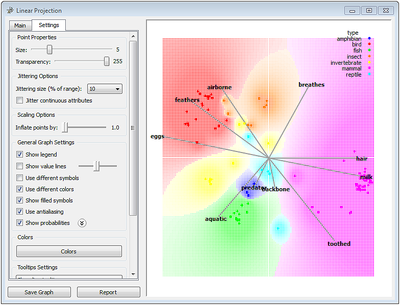 Linear Projection
Main
Settings
Point Properties
Size:
5
Transparency:
255
Jittering Options
Jittering size (% of range):
10
Jitter continuous attributes
Scaling Options
Inflate points by:
1.0
General Graph Settings
Show legend
Show value lines
Use different symbols
Use different colors
Show filled symbols
Use antialiasing
Show probabilities
Colors
Colors
Tooltips Settings
Save Graph
Report
type
amphibian
bird
fish
insect
invertebrate
mammal
reptile
airborne
breathes
feathers
eggs
hair
milk
predator
backbone
aquatic
toothed